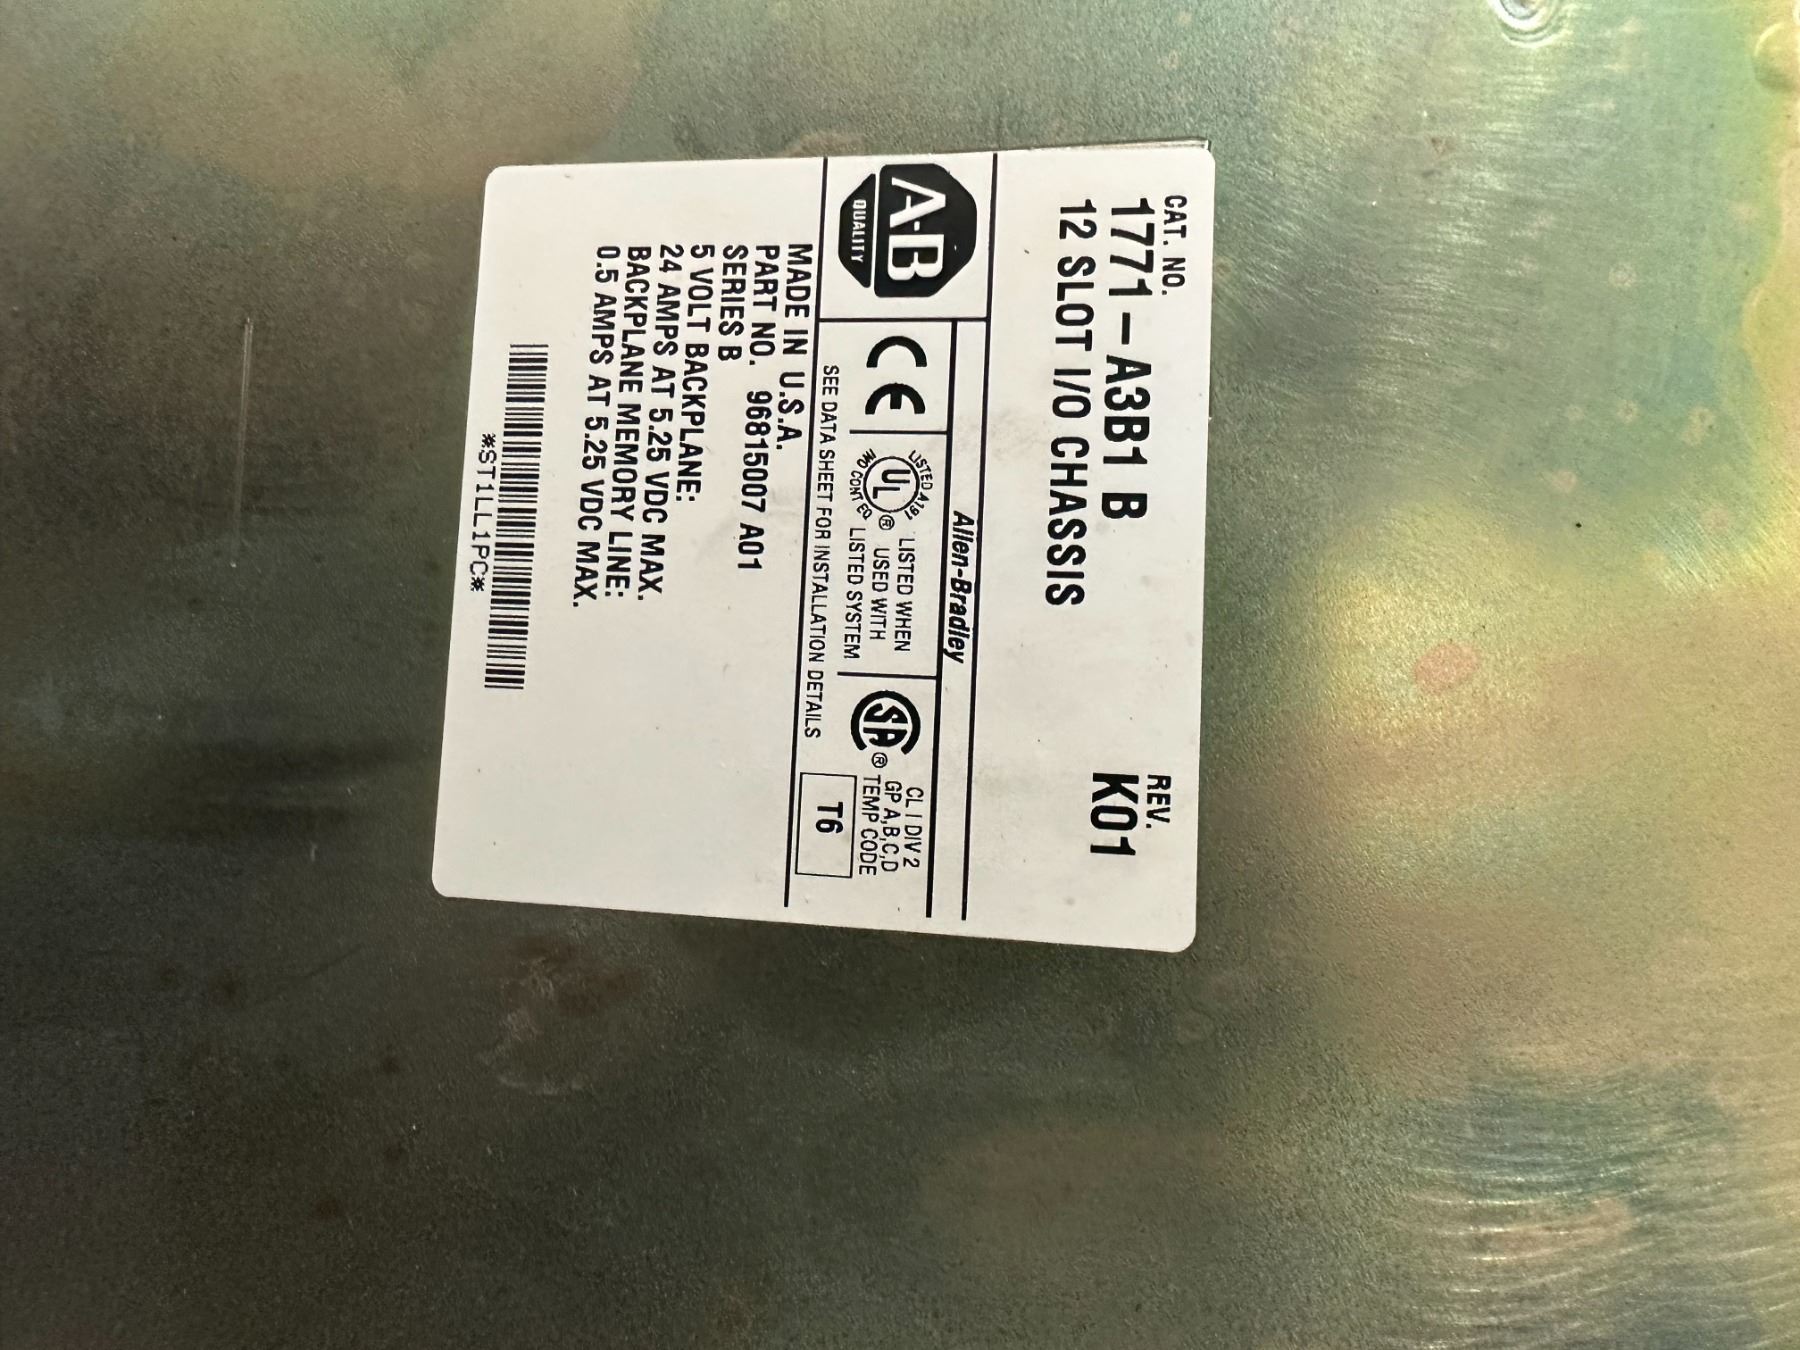 CAT. NO. REV.
1771-A3B1 B K01
12 SLOT I/O CHASSIS
Allen-Bradley
A-B
QUALITY
CE
LISTED 4191
UL®
IND CONT EQ
LISTED WHEN
USED WITH
LISTED SYSTEM
SA®
CL I DIV 2
GP A,B,C,D
TEMP CODE
T6
SEE DATA SHEET FOR INSTALLATION DETAILS
MADE IN U.S.A.
PART NO. 96815007 A01
SERIES B
5 VOLT BACKPLANE:
24 AMPS AT 5.25 VDC MAX.
BACKPLANE MEMORY LINE:
0.5 AMPS AT 5.25 VDC MAX.
*ST1LL1PC*